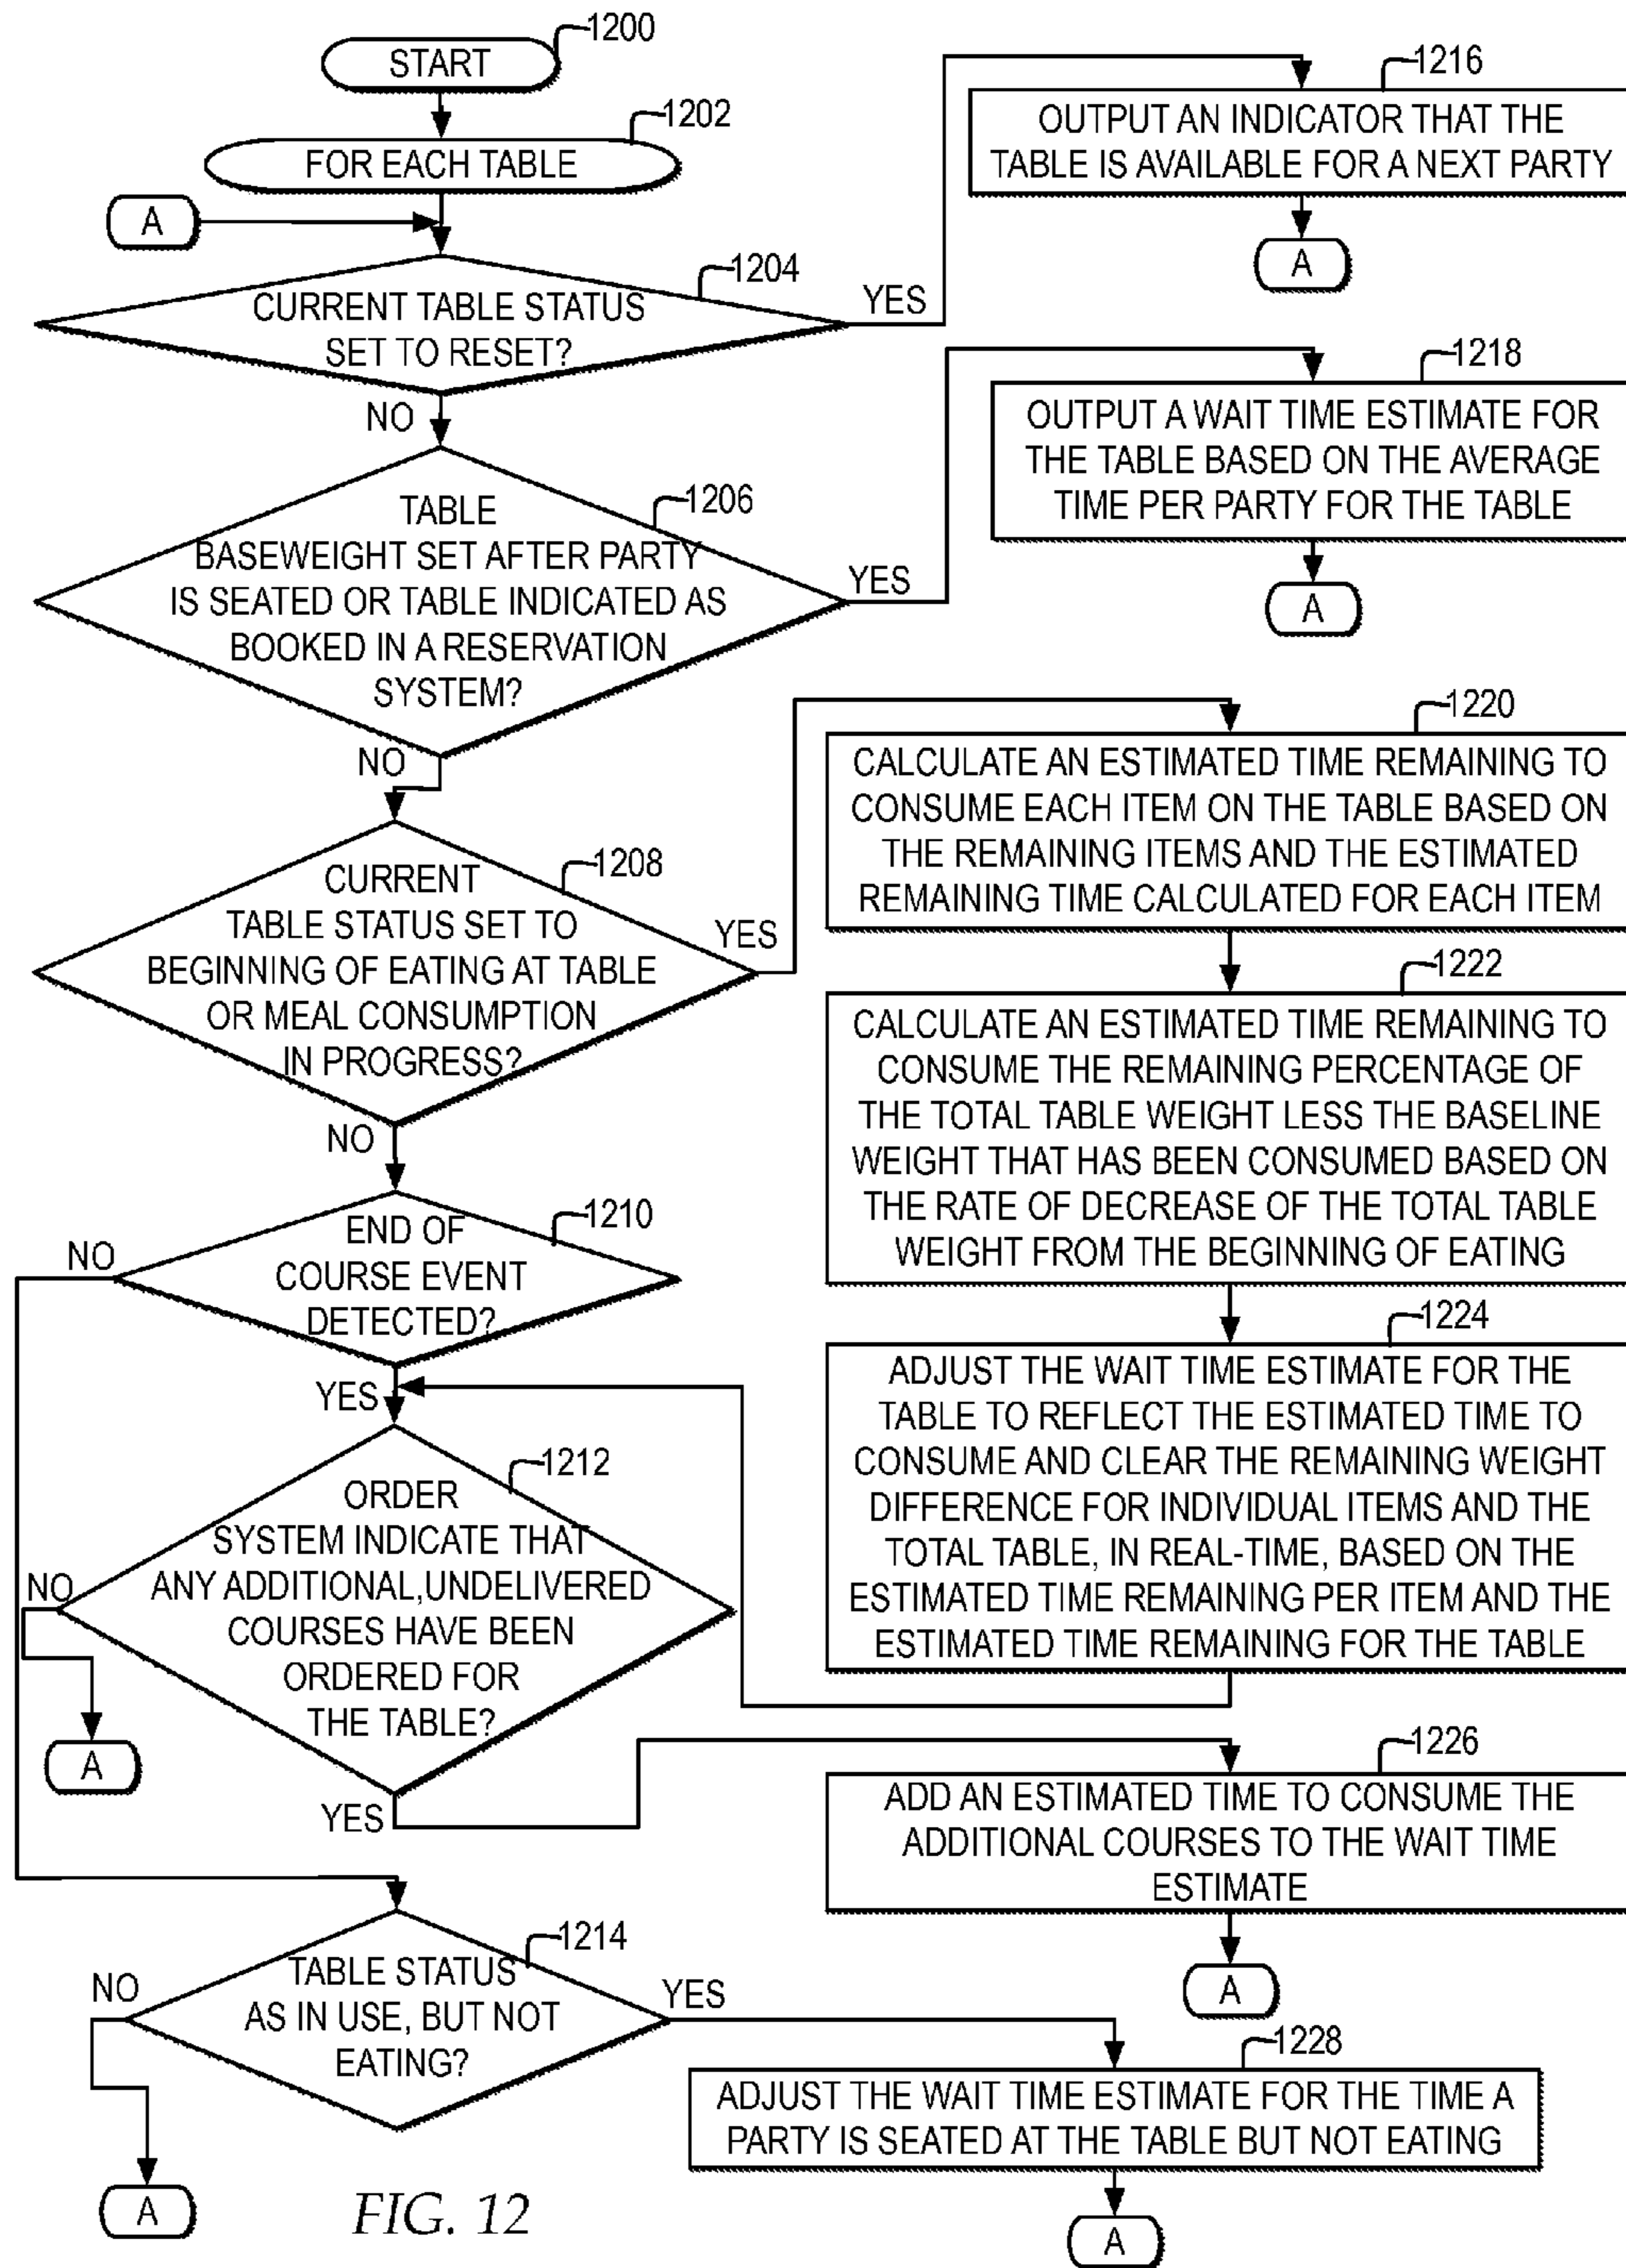 1200
START
1202
FOR EACH TABLE
A
1204
CURRENT TABLE STATUS
SET TO RESET?
YES
NO
1216
OUTPUT AN INDICATOR THAT THE
TABLE IS AVAILABLE FOR A NEXT PARTY
A
1206
TABLE
BASEWEIGHT SET AFTER PARTY
IS SEATED OR TABLE INDICATED AS
BOOKED IN A RESERVATION
SYSTEM?
YES
NO
1218
OUTPUT A WAIT TIME ESTIMATE FOR
THE TABLE BASED ON THE AVERAGE
TIME PER PARTY FOR THE TABLE
A
1208
CURRENT
TABLE STATUS SET TO
BEGINNING OF EATING AT TABLE
OR MEAL CONSUMPTION
IN PROGRESS?
YES
NO
1220
CALCULATE AN ESTIMATED TIME REMAINING TO
CONSUME EACH ITEM ON THE TABLE BASED ON
THE REMAINING ITEMS AND THE ESTIMATED
REMAINING TIME CALCULATED FOR EACH ITEM
1222
CALCULATE AN ESTIMATED TIME REMAINING TO
CONSUME THE REMAINING PERCENTAGE OF
THE TOTAL TABLE WEIGHT LESS THE BASELINE
WEIGHT THAT HAS BEEN CONSUMED BASED ON
THE RATE OF DECREASE OF THE TOTAL TABLE
WEIGHT FROM THE BEGINNING OF EATING
1224
ADJUST THE WAIT TIME ESTIMATE FOR THE
TABLE TO REFLECT THE ESTIMATED TIME TO
CONSUME AND CLEAR THE REMAINING WEIGHT
DIFFERENCE FOR INDIVIDUAL ITEMS AND THE
TOTAL TABLE, IN REAL-TIME, BASED ON THE
ESTIMATED TIME REMAINING PER ITEM AND THE
ESTIMATED TIME REMAINING FOR THE TABLE
1210
END OF
COURSE EVENT
DETECTED?
NO
YES
1212
ORDER
SYSTEM INDICATE THAT
ANY ADDITIONAL,UNDELIVERED
COURSES HAVE BEEN
ORDERED FOR
THE TABLE?
NO
A
YES
1226
ADD AN ESTIMATED TIME TO CONSUME THE
ADDITIONAL COURSES TO THE WAIT TIME
ESTIMATE
A
1214
TABLE STATUS
AS IN USE, BUT NOT
EATING?
NO
YES
A
1228
ADJUST THE WAIT TIME ESTIMATE FOR THE TIME A
PARTY IS SEATED AT THE TABLE BUT NOT EATING
A
FIG. 12